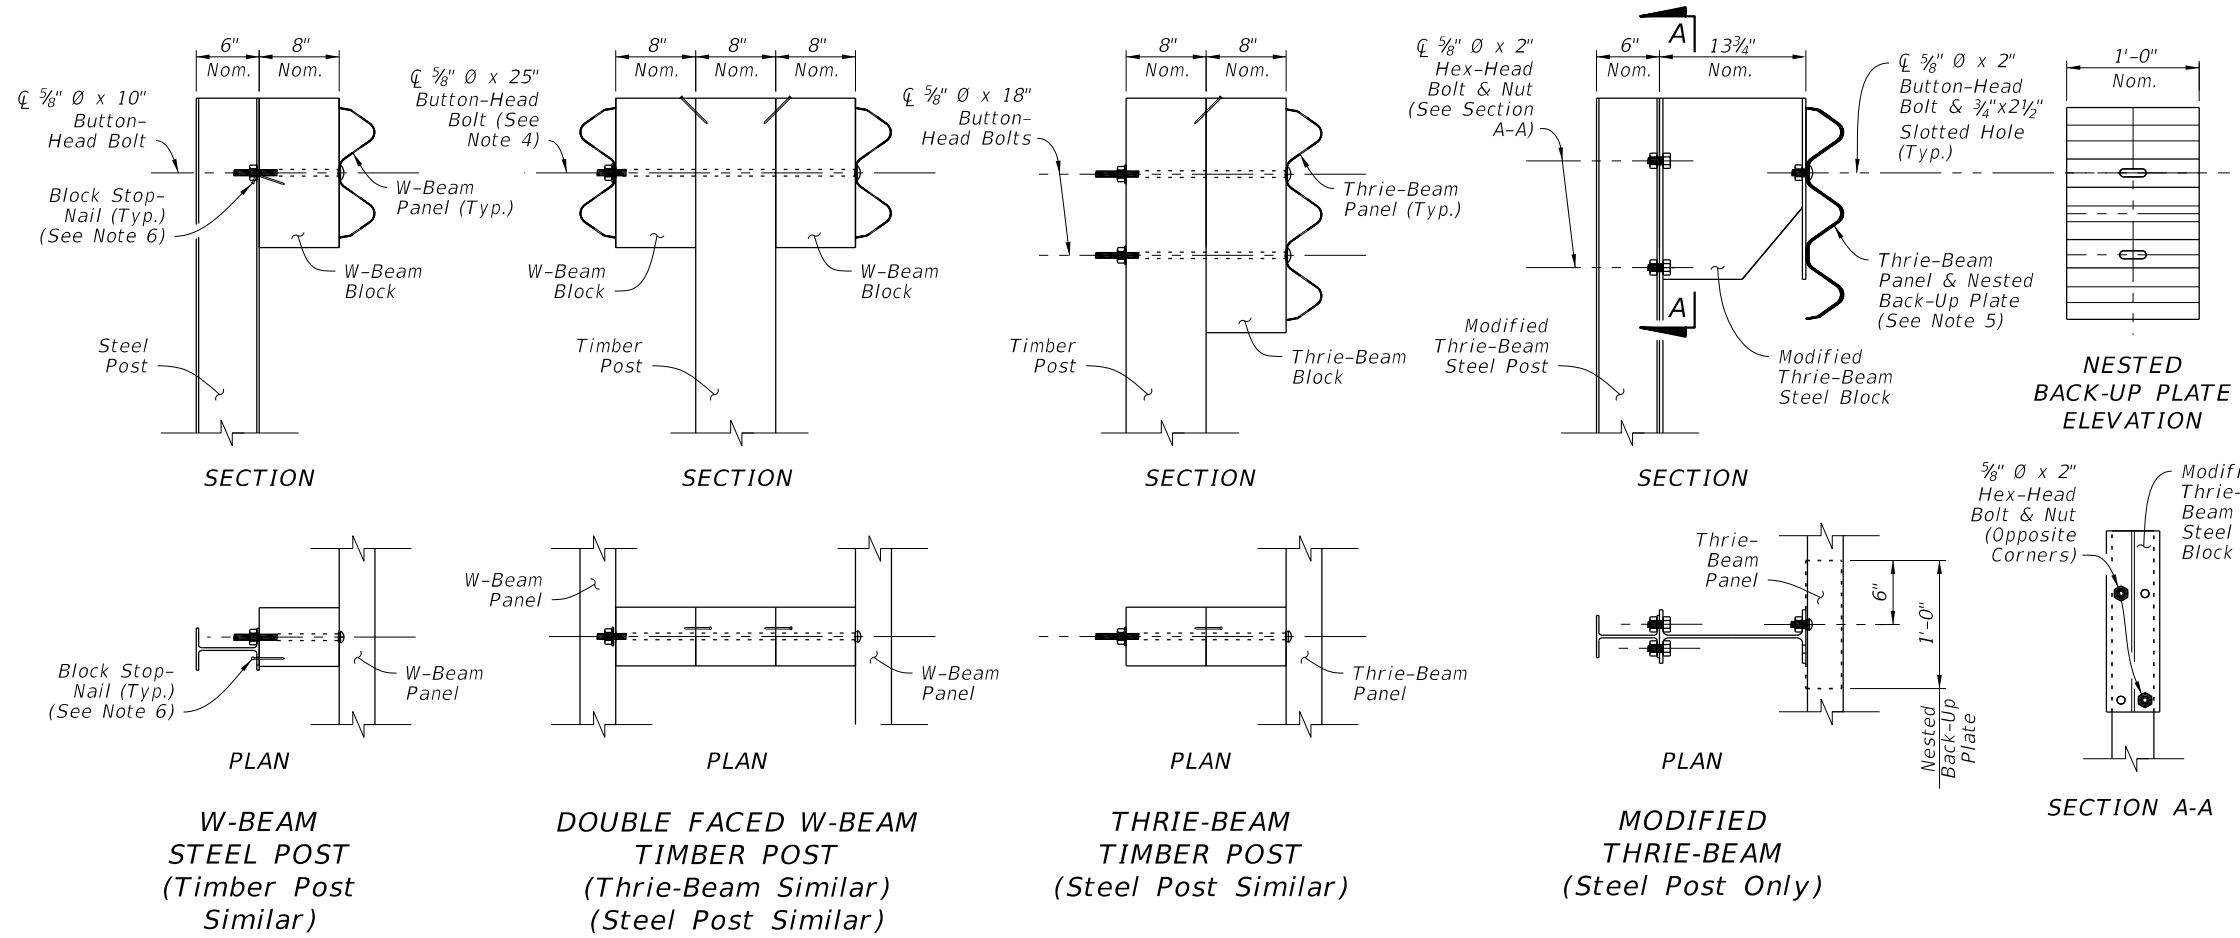 6"
8"
Nom.
Nom.
℄ ⅝" Ø x 10"
Button-
Head Bolt
Block Stop-
Nail (Typ.)
(See Note 6)
W-Beam
Panel (Typ.)
W-Beam
Block
Steel
Post
SECTION
8"
8"
8"
Nom.
Nom.
Nom.
℄ ⅝" Ø x 25"
Button-Head
Bolt (See
Note 4)
W-Beam
Block
W-Beam
Block
Timber
Post
SECTION
8"
8"
Nom.
Nom.
℄ ⅝" Ø x 18"
Button-
Head Bolts
Thrie-Beam
Panel (Typ.)
Timber
Post
Thrie-Beam
Block
SECTION
A
6"
13¾"
Nom.
Nom.
℄ ⅝" Ø x 2"
Hex-Head
Bolt & Nut
(See Section
A-A)
℄ ⅝" Ø x 2"
Button-Head
Bolt & ¾"x2½"
Slotted Hole
(Typ.)
Thrie-Beam
Panel & Nested
Back-Up Plate
(See Note 5)
A
Modified
Thrie-Beam
Steel Post
Modified
Thrie-Beam
Steel Block
SECTION
1'-0"
Nom.
NESTED
BACK-UP PLATE
ELEVATION
Block Stop-
Nail (Typ.)
(See Note 6)
W-Beam
Panel
PLAN
W-BEAM
STEEL POST
(Timber Post
Similar)
W-Beam
Panel
W-Beam
Panel
PLAN
DOUBLE FACED W-BEAM
TIMBER POST
(Thrie-Beam Similar)
(Steel Post Similar)
Thrie-Beam
Panel
PLAN
THRIE-BEAM
TIMBER POST
(Steel Post Similar)
Thrie-
Beam
Panel
6"
1'-0"
Nested
Back-Up
Plate
PLAN
MODIFIED
THRIE-BEAM
(Steel Post Only)
⅝" Ø x 2"
Hex-Head
Bolt & Nut
(Opposite
Corners)
Modifi
Thrie-
Beam
Steel
Block
SECTION A-A